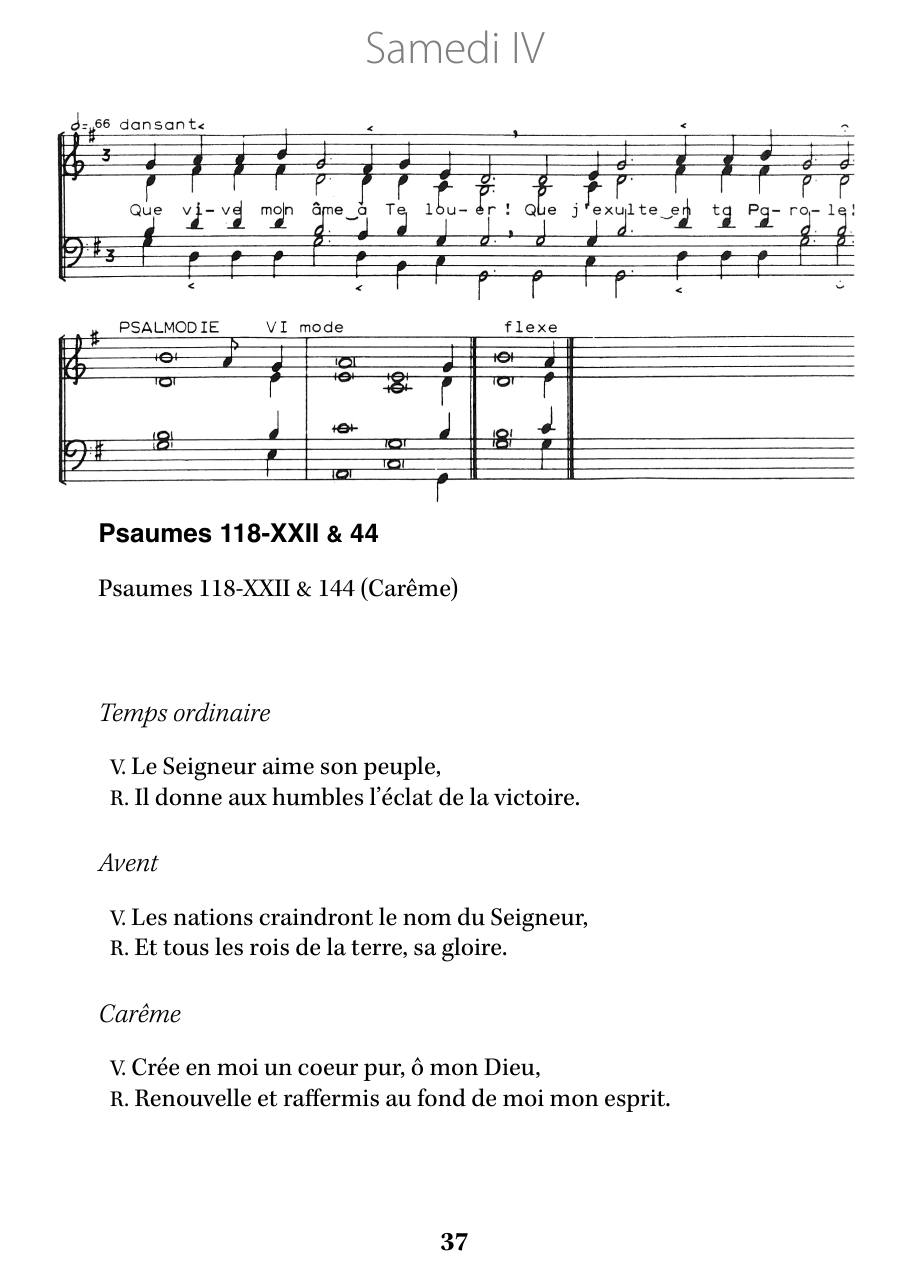 Samedi IV
𝅗𝅥=66 dansant
3
Que vi-ve mon âme‿à Te lou-er! Que j'exulte‿en ta Pa-ro-le!
3
PSALMODIE VI mode flexe
Psaumes 118-XXII & 44
Psaumes 118-XXII & 144 (Carême)
Temps ordinaire
V. Le Seigneur aime son peuple,
R. Il donne aux humbles l’éclat de la victoire.
Avent
V. Les nations craindront le nom du Seigneur,
R. Et tous les rois de la terre, sa gloire.
Carême
V. Crée en moi un coeur pur, ô mon Dieu,
R. Renouvelle et raffermis au fond de moi mon esprit.
37